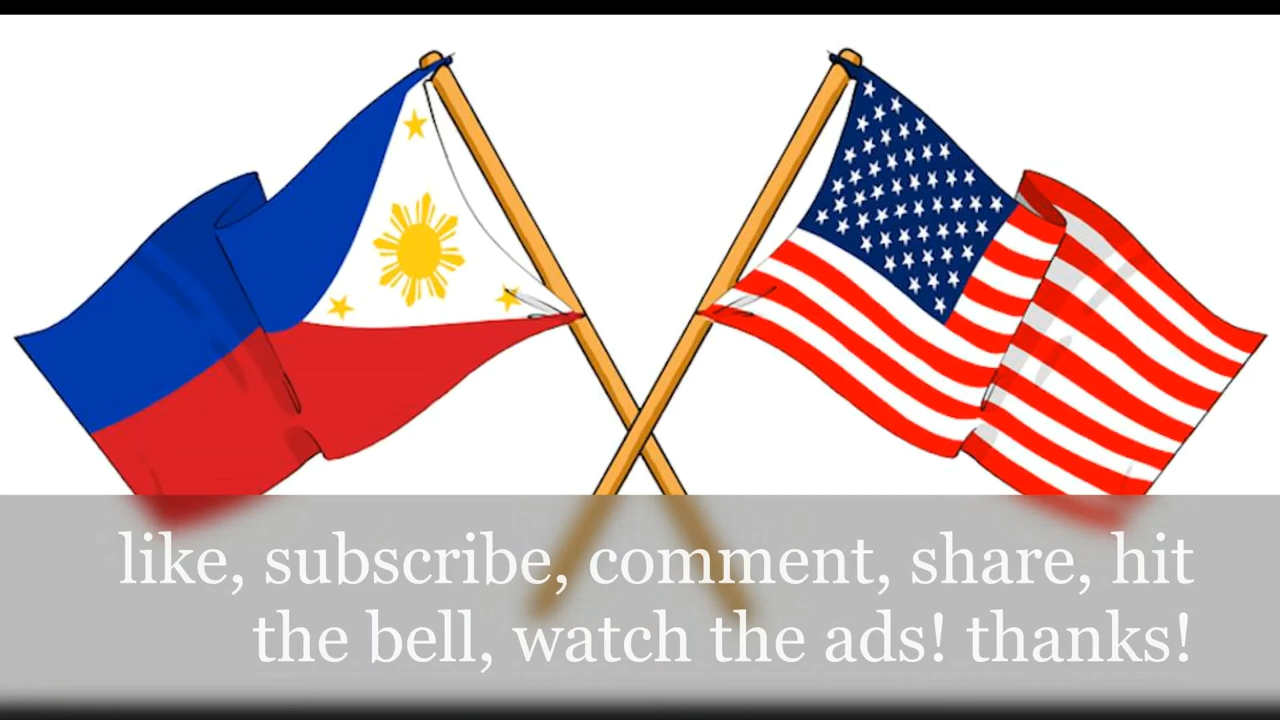 like, subscribe, comment, share, hit
the bell, watch the ads! thanks!